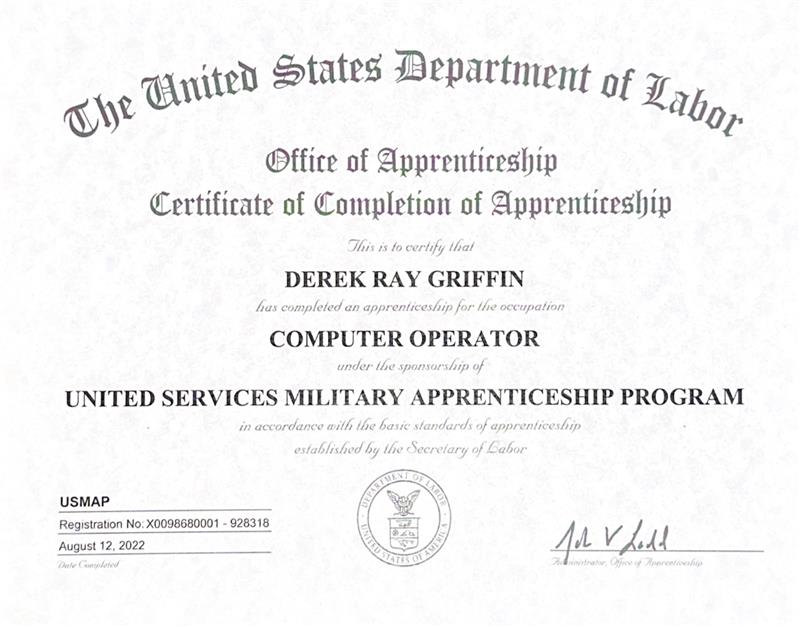 The United States Department of Labor
Office of Apprenticeship
Certificate of Completion of Apprenticeship
This is to certify that
DEREK RAY GRIFFIN
has completed an apprenticeship for the occupation
COMPUTER OPERATOR
under the sponsorship of
UNITED SERVICES MILITARY APPRENTICESHIP PROGRAM
in accordance with the basic standards of apprenticeship
established by the Secretary of Labor
USMAP
Registration No: X0098680001 - 928318
August 12, 2022
Date Completed
DEPARTMENT OF LABOR
UNITED STATES OF AMERICA
John V Ladd
Administrator, Office of Apprenticeship